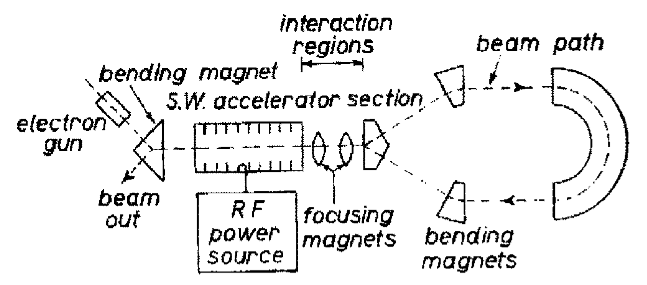 interaction
regions
beam path
bending magnet
S.W. accelerator section
electron
gun
beam
out
RF
power
source
focusing
magnets
bending
magnets